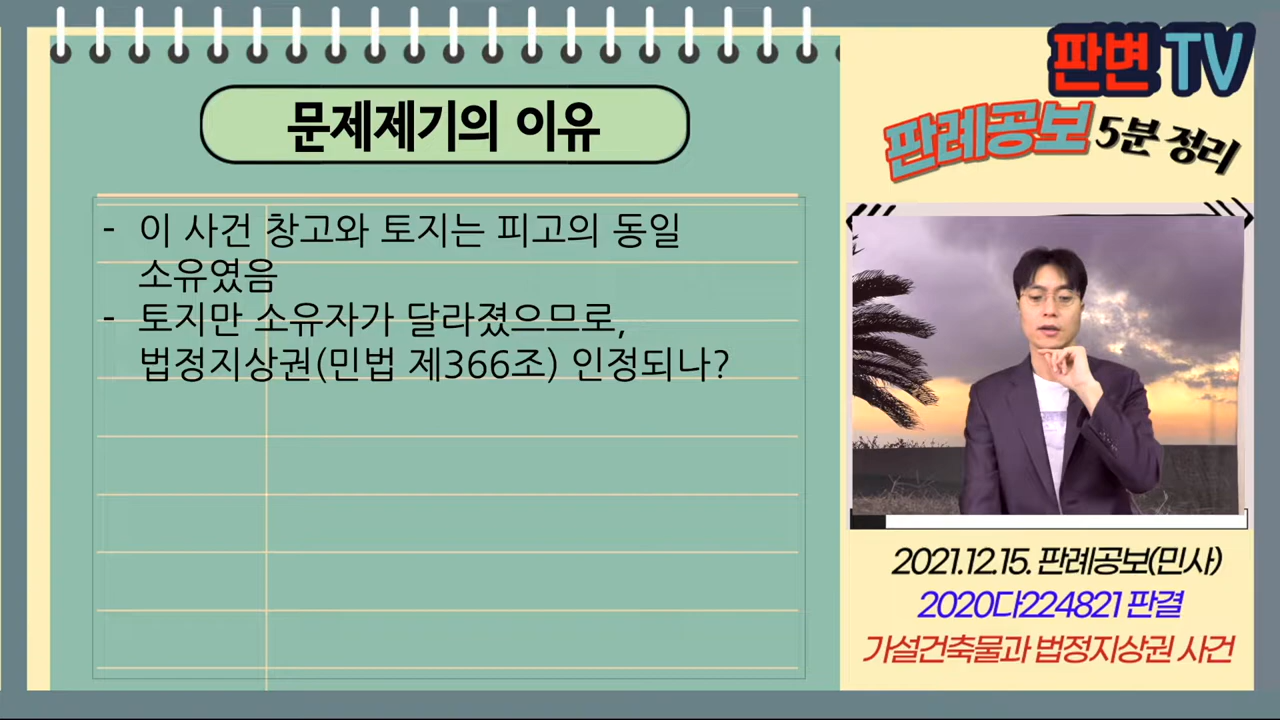 문제제기의 이유
- 이 사건 창고와 토지는 피고의 동일
소유였음
- 토지만 소유자가 달라졌으므로,
법정지상권(민법 제366조) 인정되나?
판변 TV
판례공보 5분 정리
2021.12.15. 판례공보(민사)
2020다224821 판결
가설건축물과 법정지상권 사건